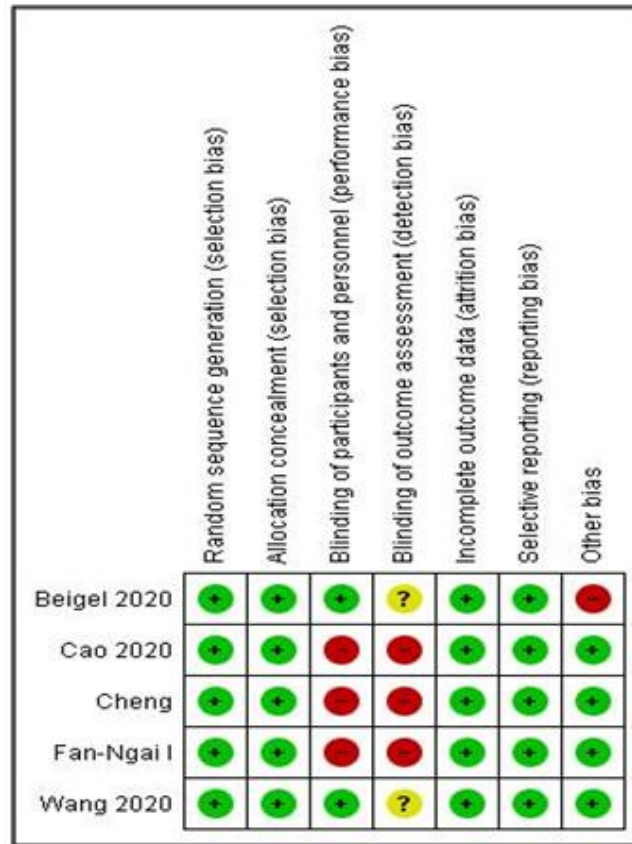 Random sequence generation (selection bias)
Allocation concealment (selection bias)
Blinding of participants and personnel (performance bias)
Blinding of outcome assessment (detection bias)
Incomplete outcome data (attrition bias)
Selective reporting (reporting bias)
Other bias
Beigel 2020 + + + ? + + -
Cao 2020 + + - - + + +
Cheng + + - - + + +
Fan-Ngai I + + - - + + +
Wang 2020 + + + ? + + +